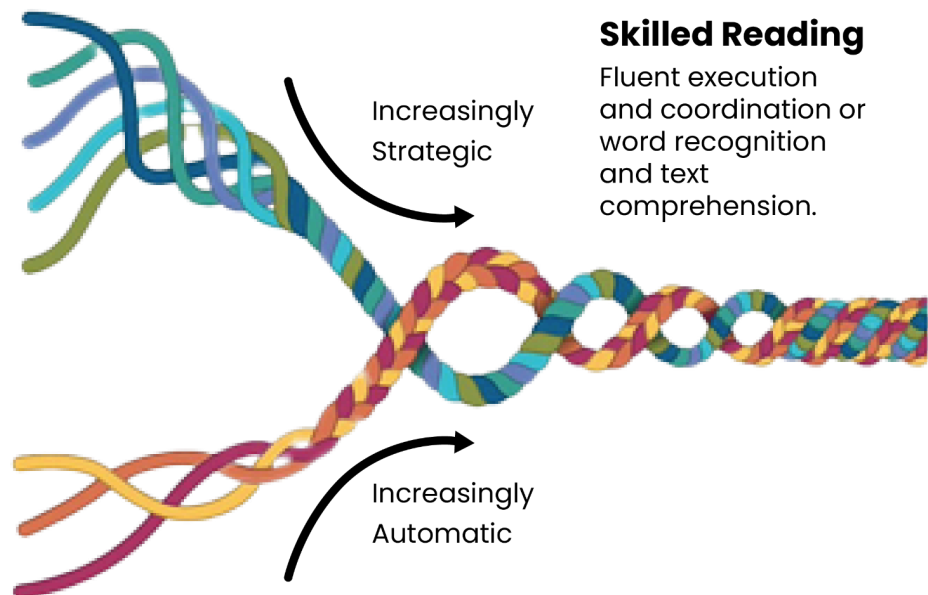 Skilled Reading
Fluent execution
and coordination or
word recognition
and text
comprehension.
Increasingly
Strategic
Increasingly
Automatic